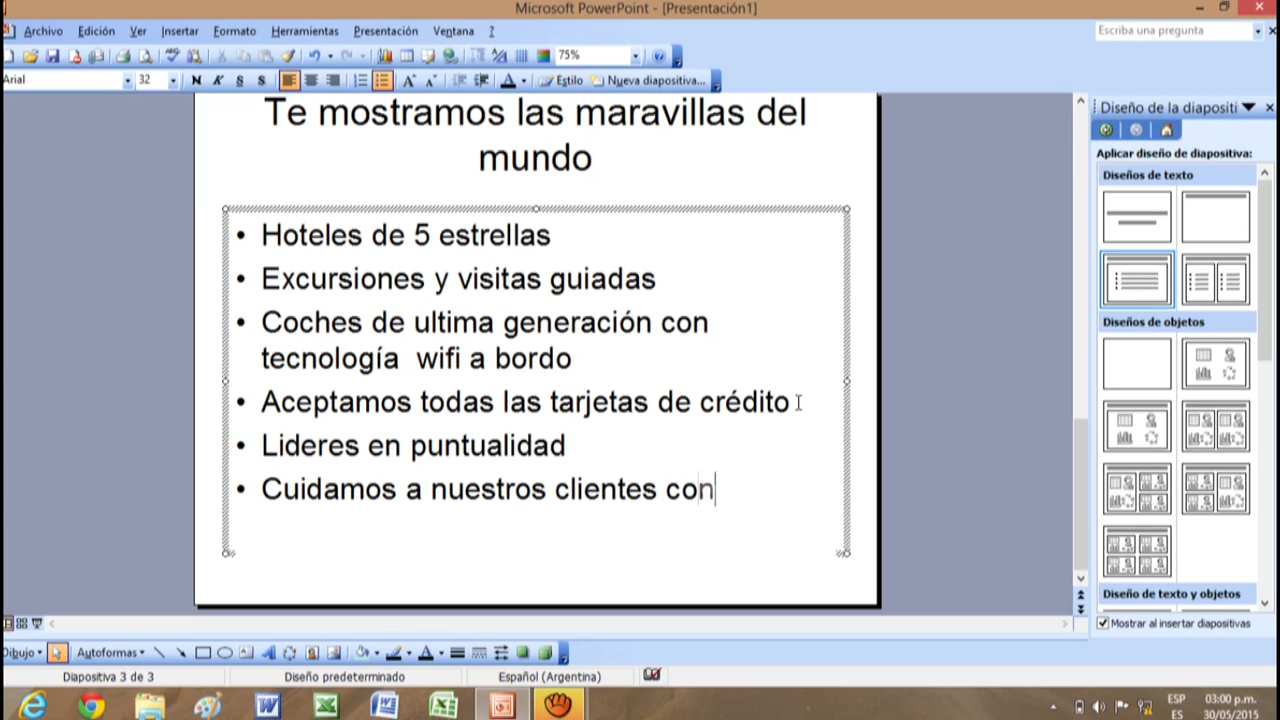 Microsoft PowerPoint - [Presentación1]
Archivo Edición Ver Insertar Formato Herramientas Presentación Ventana ?
Escriba una pregunta
75%
Arial 32 N K S S Estilo Nueva diapositiva...
Te mostramos las maravillas del
mundo
• Hoteles de 5 estrellas
• Excursiones y visitas guiadas
• Coches de ultima generación con
tecnología wifi a bordo
• Aceptamos todas las tarjetas de crédito
• Lideres en puntualidad
• Cuidamos a nuestros clientes con
Diseño de la diapositi
Aplicar diseño de diapositiva:
Diseños de texto
Diseños de objetos
Diseño de texto y objetos
Mostrar al insertar diapositivas
Dibujo Autoformas
Diapositiva 3 de 3 Diseño predeterminado Español (Argentina)
ESP 03:00 p.m.
ES 30/05/2015